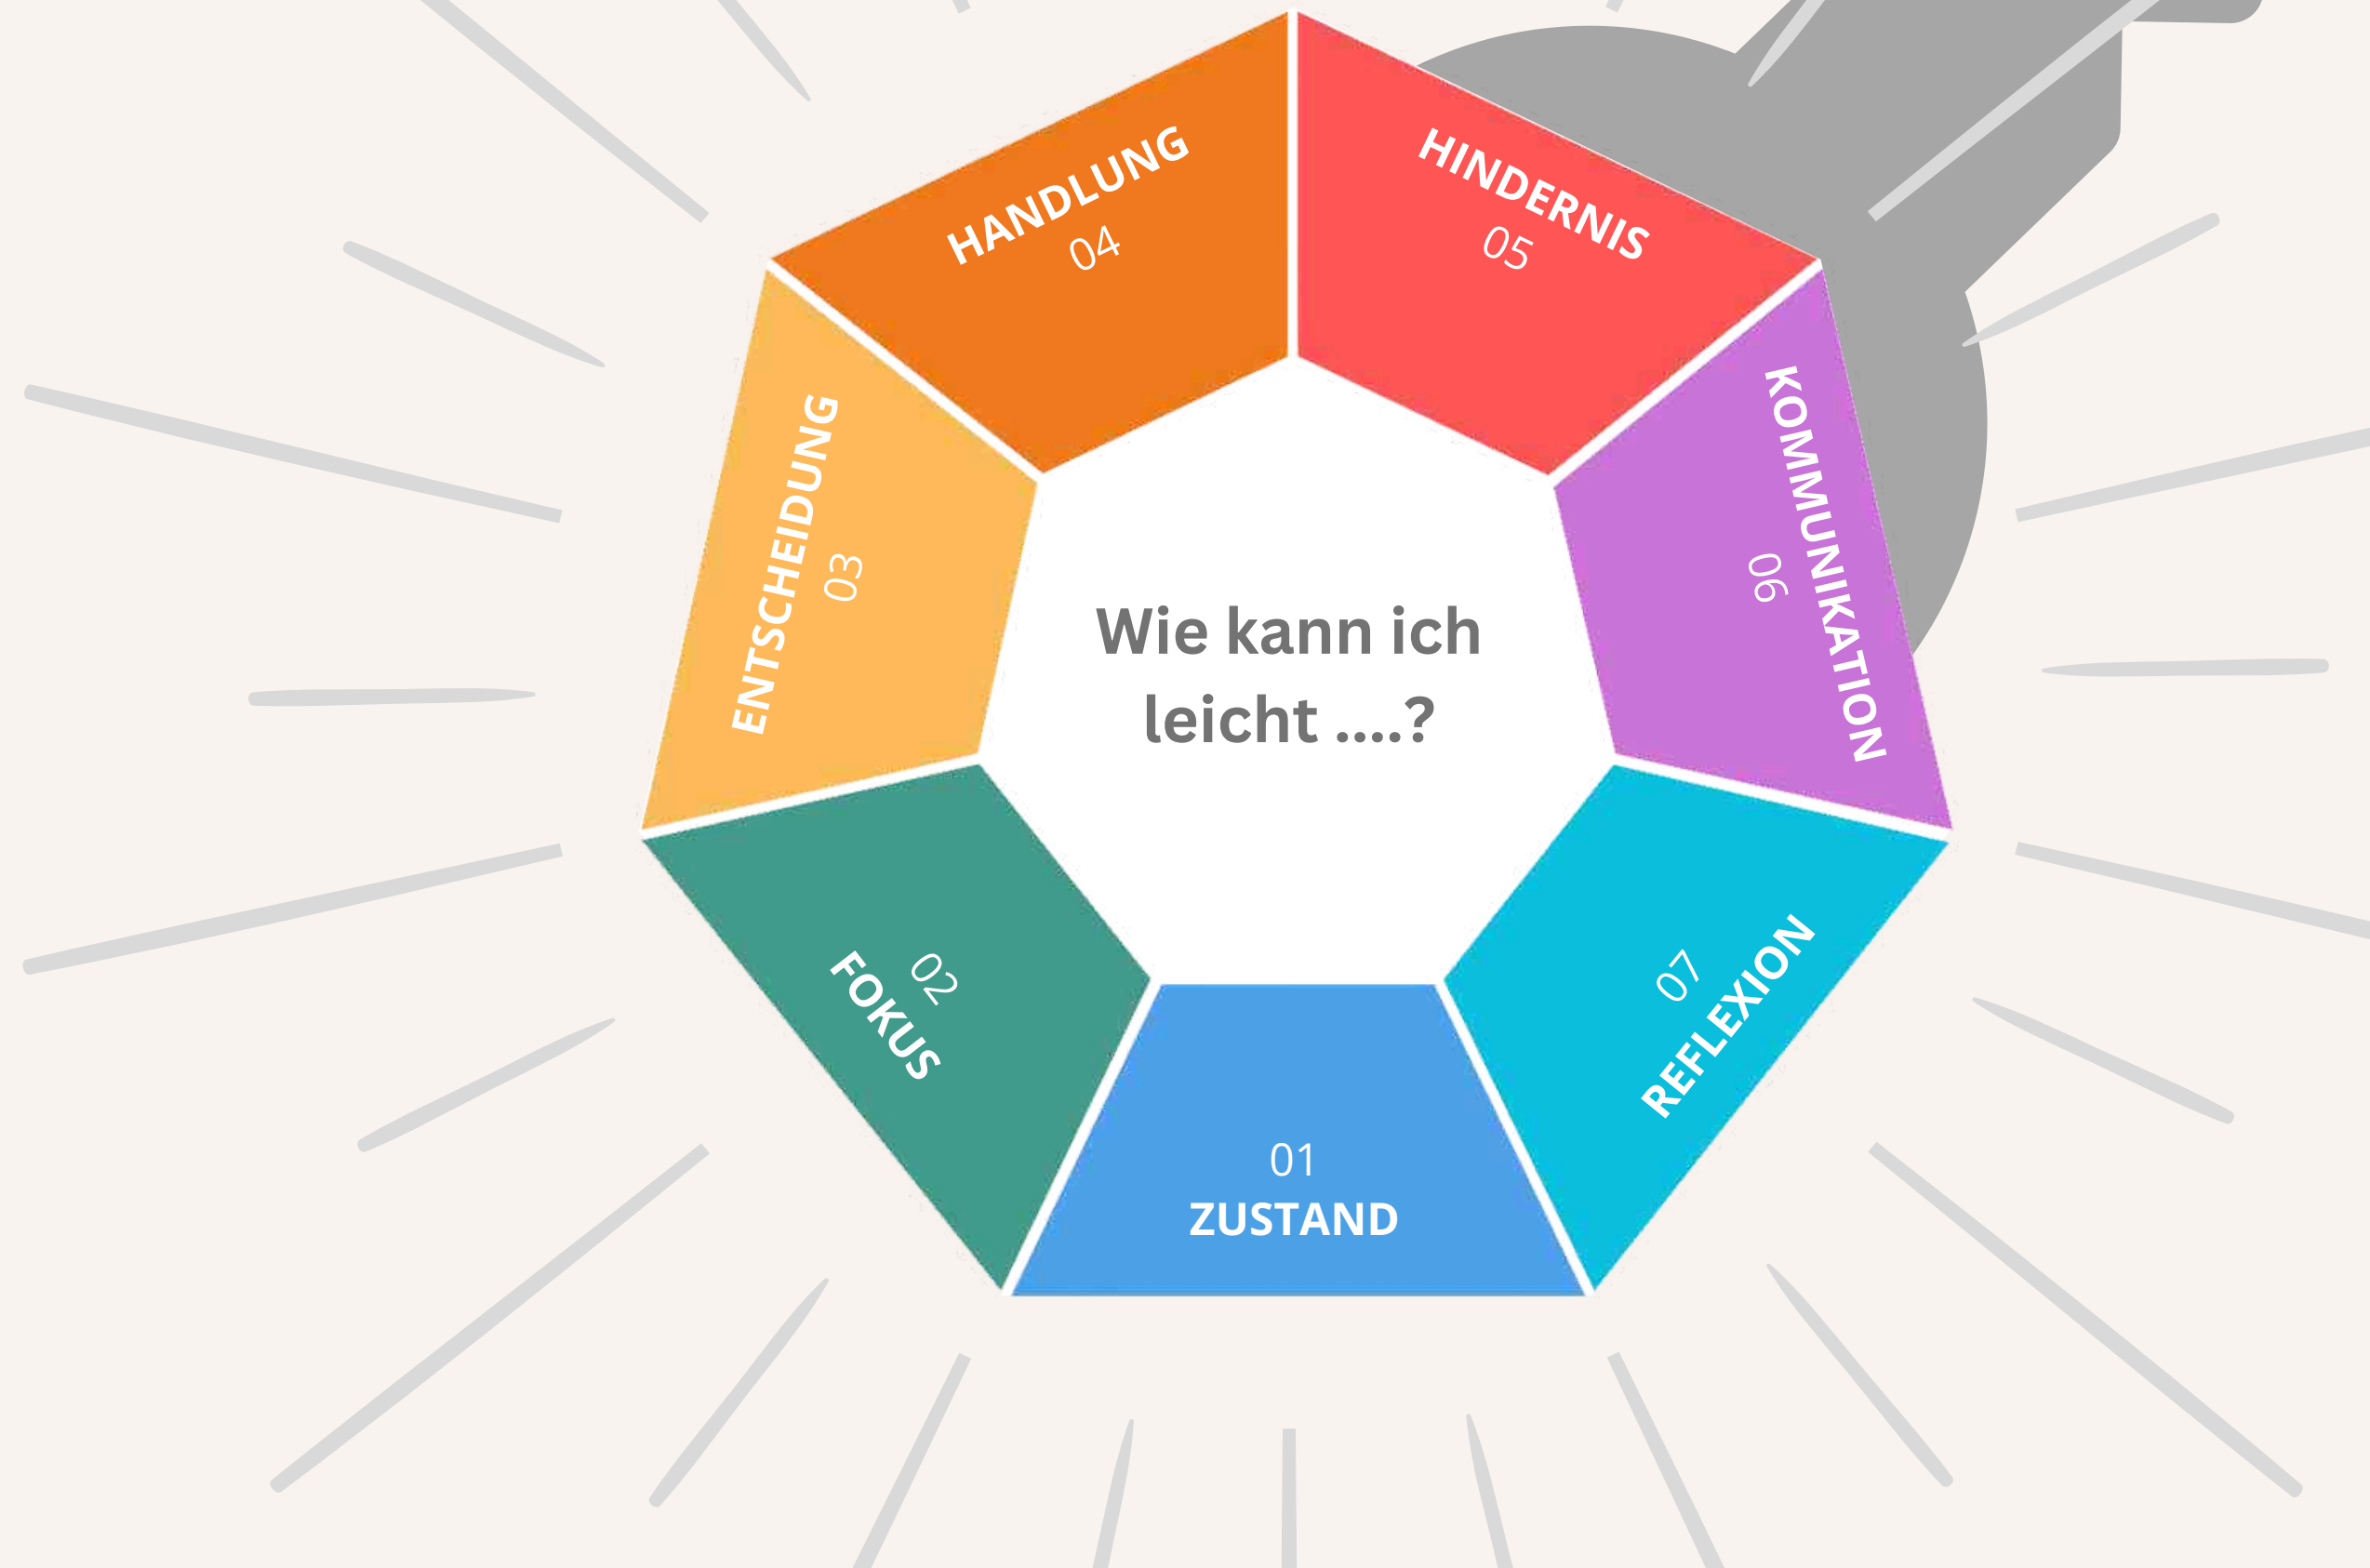 Wie kann ich
leicht ....?
01
ZUSTAND
02
FOKUS
ENTSCHEIDUNG
03
HANDLUNG
04
HINDERNIS
05
KOMMUNIKATION
06
07
REFLEXION